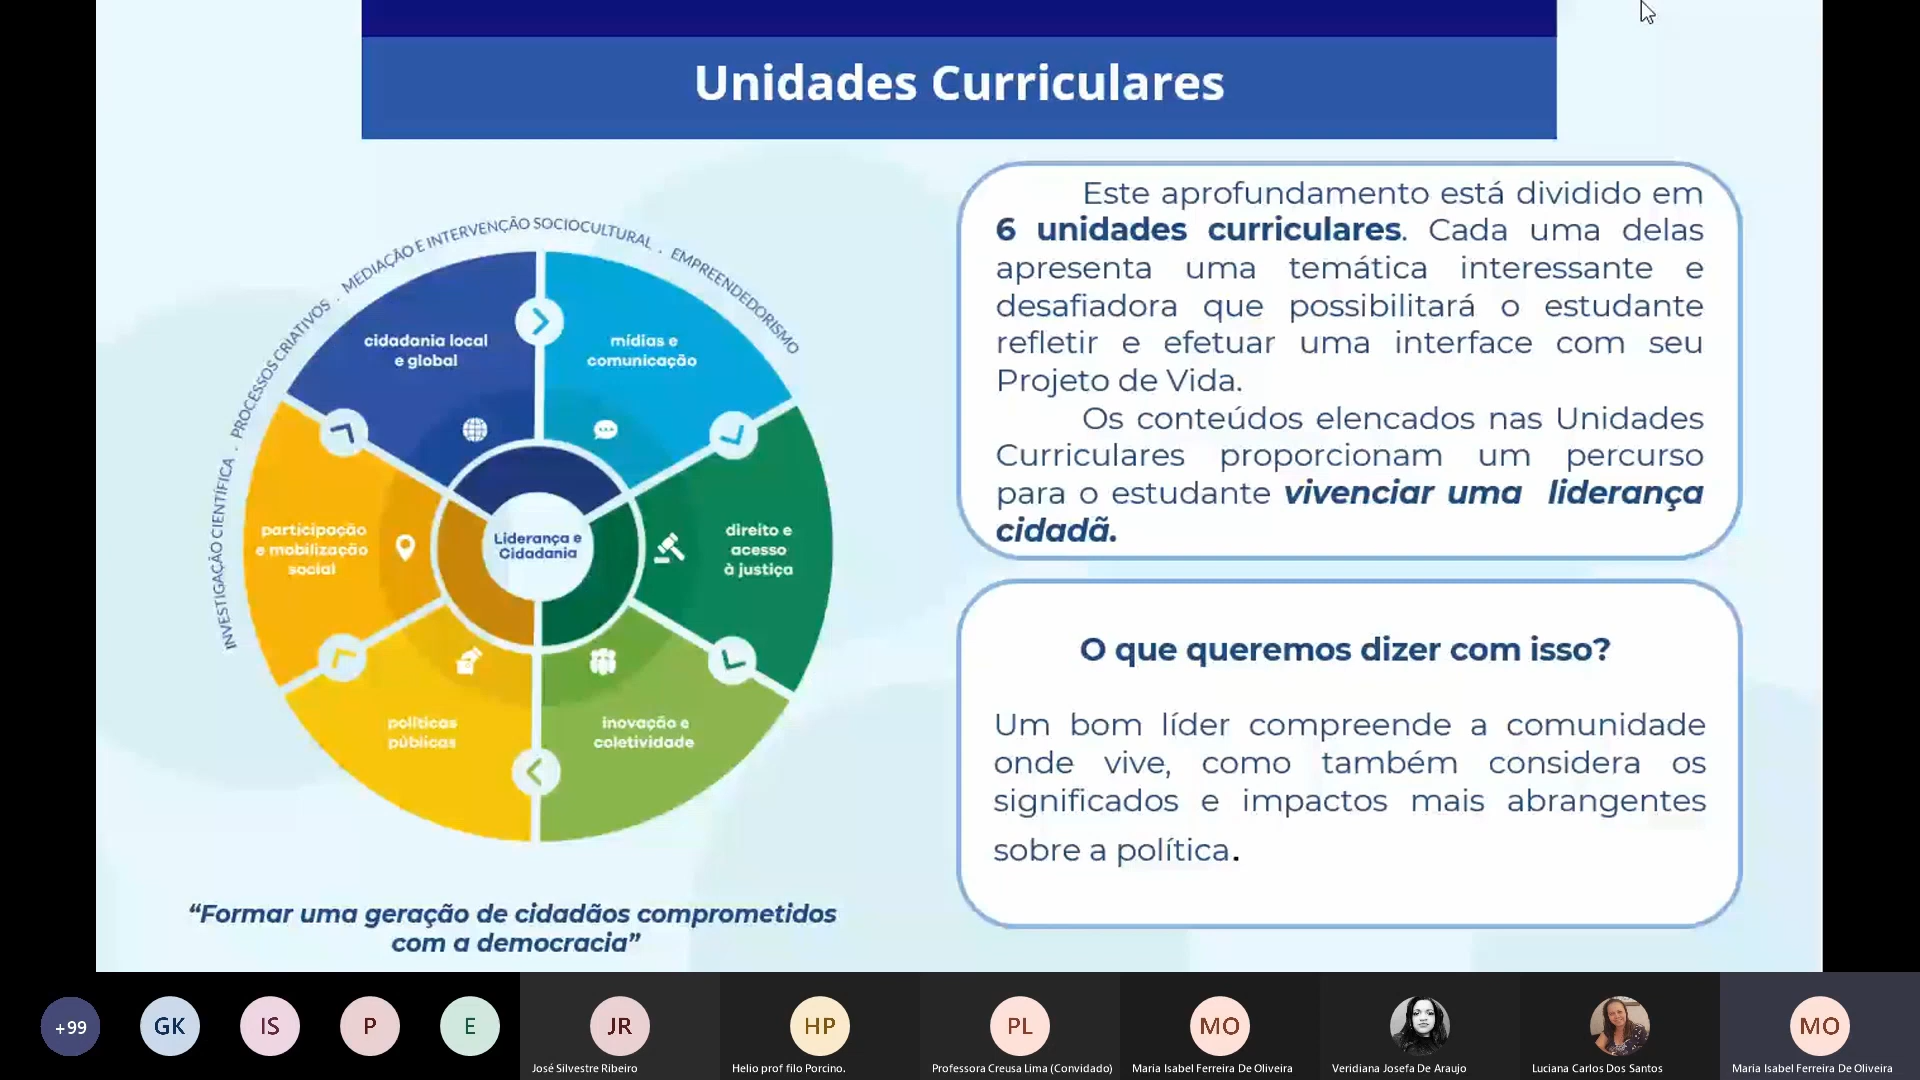 Unidades Curriculares
INVESTIGAÇÃO CIENTÍFICA . PROCESSOS CRIATIVOS . MEDIAÇÃO E INTERVENÇÃO SOCIOCULTURAL . EMPREENDEDORISMO
cidadania local
e global
mídias e
comunicação
participação
e mobilização
social
Liderança e
Cidadania
direito e
acesso
à justiça
políticas
públicas
inovação e
coletividade
“Formar uma geração de cidadãos comprometidos
com a democracia”
Este aprofundamento está dividido em
6 unidades curriculares. Cada uma delas
apresenta uma temática interessante e
desafiadora que possibilitará o estudante
refletir e efetuar uma interface com seu
Projeto de Vida.
Os conteúdos elencados nas Unidades
Curriculares proporcionam um percurso
para o estudante vivenciar uma liderança
cidadã.
O que queremos dizer com isso?
Um bom líder compreende a comunidade
onde vive, como também considera os
significados e impactos mais abrangentes
sobre a política.
+99
GK
IS
P
E
JR
HP
PL
MO
MO
José Silvestre Ribeiro
Helio prof filo Porcino.
Professora Creusa Lima (Convidado)
Maria Isabel Ferreira De Oliveira
Veridiana Josefa De Araujo
Luciana Carlos Dos Santos
Maria Isabel Ferreira De Oliveira